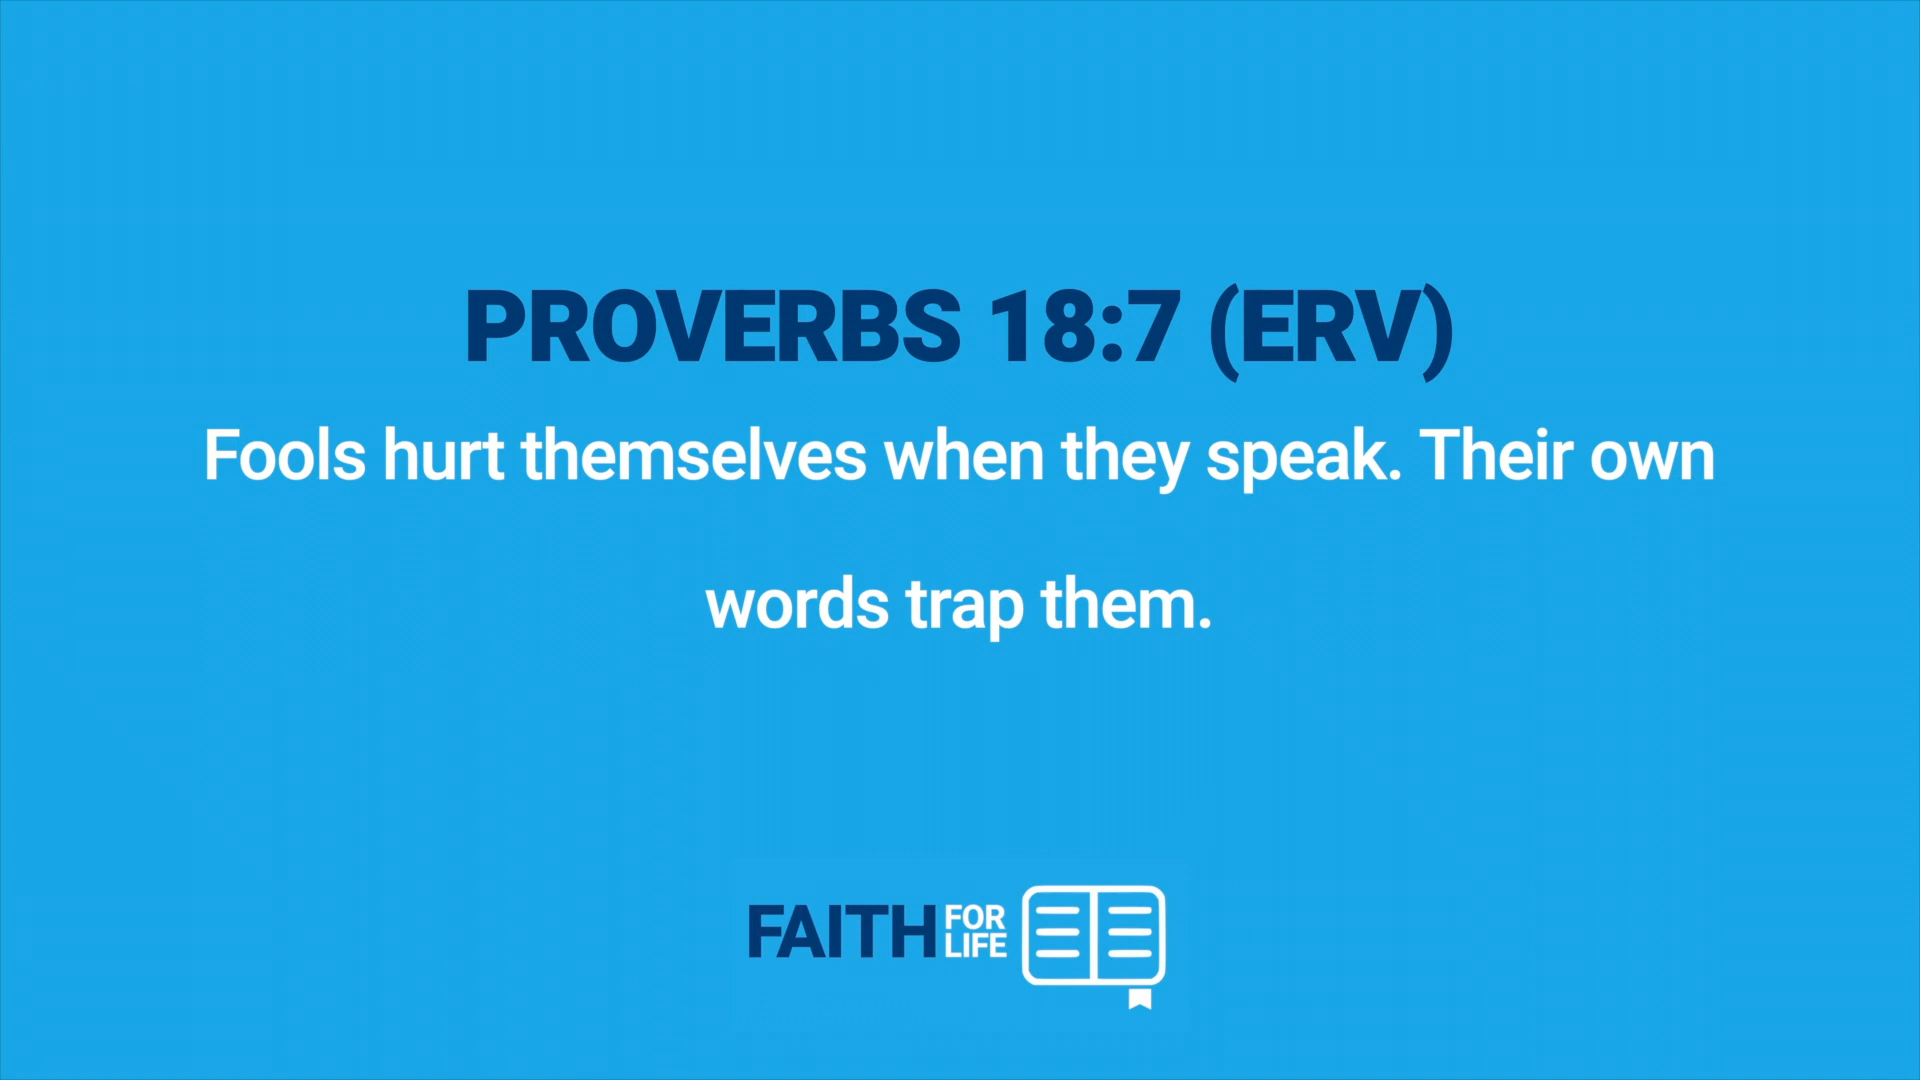 PROVERBS 18:7 (ERV)
Fools hurt themselves when they speak. Their own
words trap them.
FAITH FOR
LIFE